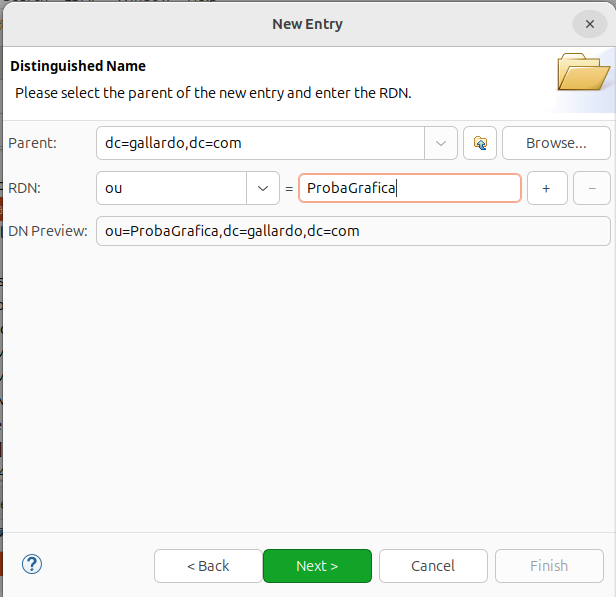 New Entry
Distinguished Name
Please select the parent of the new entry and enter the RDN.
Parent: dc=gallardo,dc=com Browse...
RDN: ou = ProbaGrafica + −
DN Preview: ou=ProbaGrafica,dc=gallardo,dc=com
? < Back Next > Cancel Finish